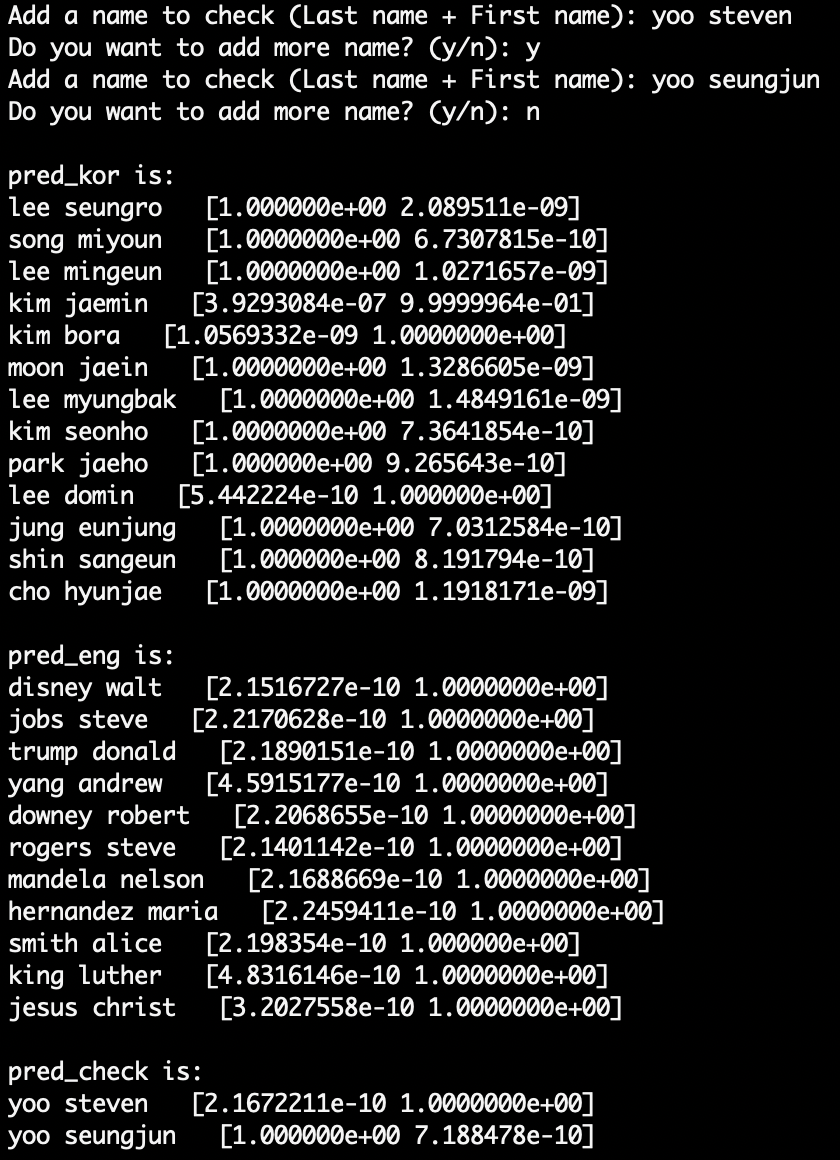 Add a name to check (Last name + First name): yoo steven
Do you want to add more name? (y/n): y
Add a name to check (Last name + First name): yoo seungjun
Do you want to add more name? (y/n): n
pred_kor is:
lee seungro [1.000000e+00 2.089511e-09]
song miyoun [1.0000000e+00 6.7307815e-10]
lee mingeun [1.0000000e+00 1.0271657e-09]
kim jaemin [3.9293084e-07 9.9999964e-01]
kim bora [1.0569332e-09 1.0000000e+00]
moon jaein [1.0000000e+00 1.3286605e-09]
lee myungbak [1.0000000e+00 1.4849161e-09]
kim seonho [1.0000000e+00 7.3641854e-10]
park jaeho [1.000000e+00 9.265643e-10]
lee domin [5.442224e-10 1.000000e+00]
jung eunjung [1.0000000e+00 7.0312584e-10]
shin sangeun [1.000000e+00 8.191794e-10]
cho hyunjae [1.0000000e+00 1.1918171e-09]
pred_eng is:
disney walt [2.1516727e-10 1.0000000e+00]
jobs steve [2.2170628e-10 1.0000000e+00]
trump donald [2.1890151e-10 1.0000000e+00]
yang andrew [4.5915177e-10 1.0000000e+00]
downey robert [2.2068655e-10 1.0000000e+00]
rogers steve [2.1401142e-10 1.0000000e+00]
mandela nelson [2.1688669e-10 1.0000000e+00]
hernandez maria [2.2459411e-10 1.0000000e+00]
smith alice [2.198354e-10 1.000000e+00]
king luther [4.8316146e-10 1.0000000e+00]
jesus christ [3.2027558e-10 1.0000000e+00]
pred_check is:
yoo steven [2.1672211e-10 1.0000000e+00]
yoo seungjun [1.000000e+00 7.188478e-10]